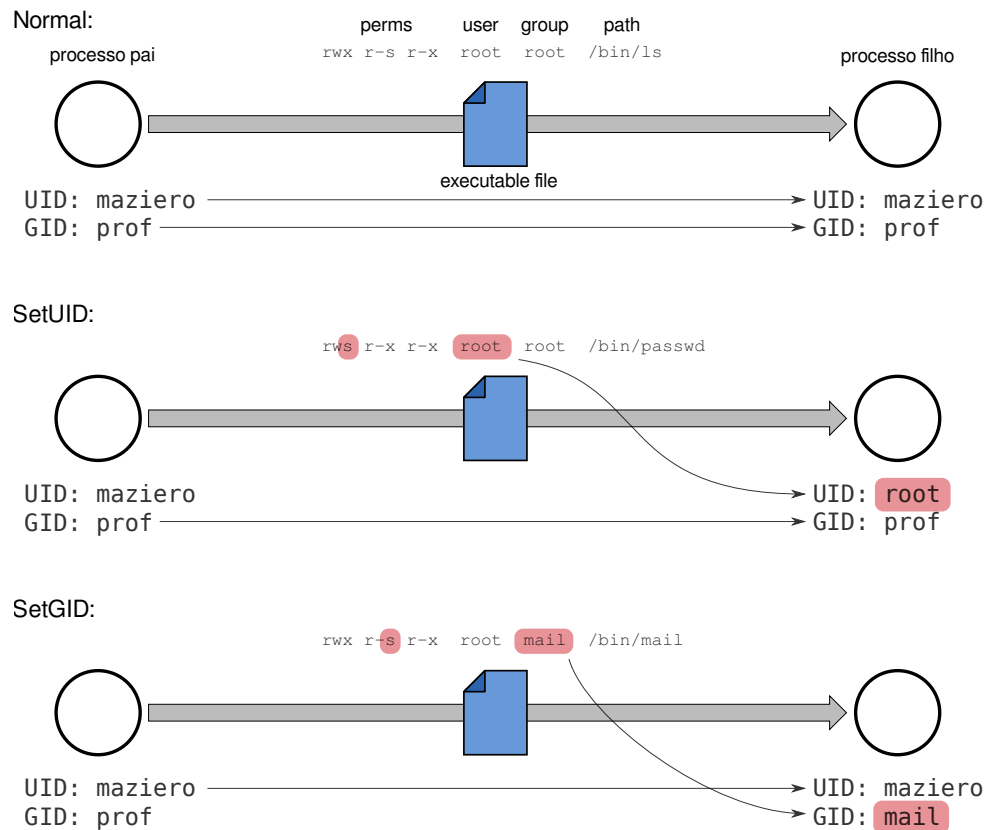 Normal:
perms user group path
rwx r-s r-x root root /bin/ls
processo pai
processo filho
executable file
UID: maziero
UID: maziero
GID: prof
GID: prof
SetUID:
rws r-x r-x root root /bin/passwd
UID: maziero
UID: root
GID: prof
GID: prof
SetGID:
rwx r-s r-x root mail /bin/mail
UID: maziero
UID: maziero
GID: prof
GID: mail